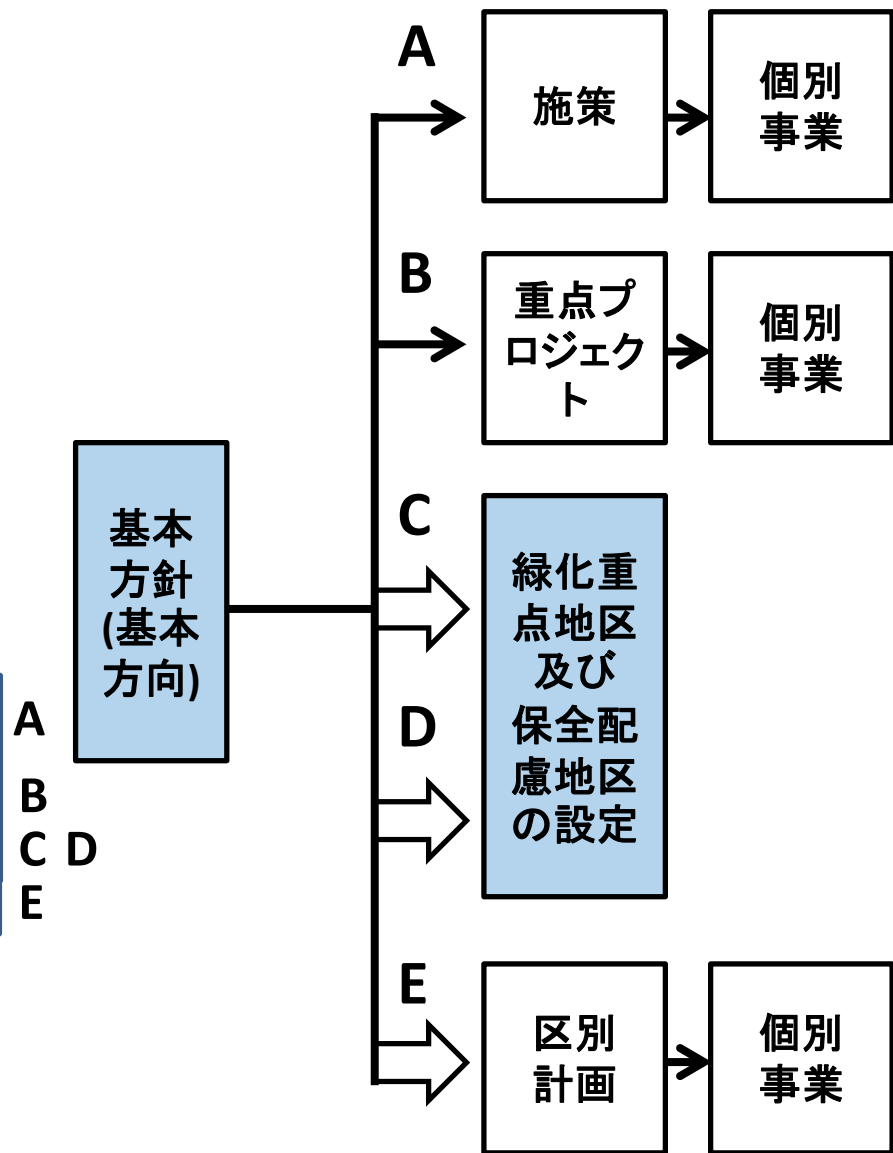 A
施策
個別
事業
B
重点プ
ロジェク
ト
個別
事業
基本
方針
(基本
方向)
C
D
緑化重
点地区
及び
保全配
慮地区
の設定
A
B
C D
E
E
区別
計画
個別
事業